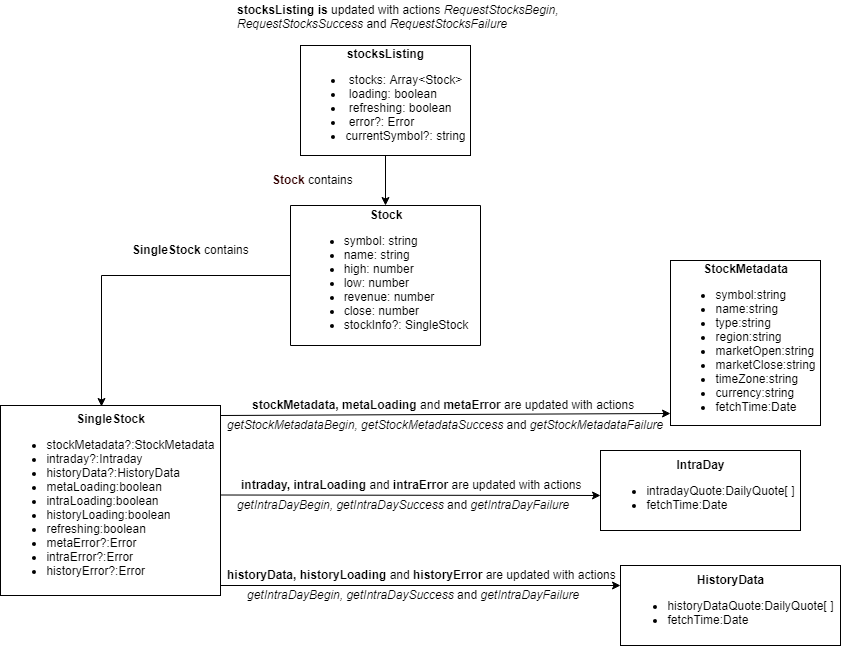 stocksListing is updated with actions RequestStocksBegin,
RequestStocksSuccess and RequestStocksFailure
stocksListing
• stocks: Array<Stock>
• loading: boolean
• refreshing: boolean
• error?: Error
• currentSymbol?: string
Stock contains
Stock
• symbol: string
• name: string
• high: number
• low: number
• revenue: number
• close: number
• stockInfo?: SingleStock
SingleStock contains
StockMetadata
• symbol:string
• name:string
• type:string
• region:string
• marketOpen:string
• marketClose:string
• timeZone:string
• currency:string
• fetchTime:Date
SingleStock
• stockMetadata?:StockMetadata
• intraday?:Intraday
• historyData?:HistoryData
• metaLoading:boolean
• intraLoading:boolean
• historyLoading:boolean
• refreshing:boolean
• metaError?:Error
• intraError?:Error
• historyError?:Error
stockMetadata, metaLoading and metaError are updated with actions
getStockMetadataBegin, getStockMetadataSuccess and getStockMetadataFailure
intraday, intraLoading and intraError are updated with actions
getIntraDayBegin, getIntraDaySuccess and getIntraDayFailure
IntraDay
• intradayQuote:DailyQuote[ ]
• fetchTime:Date
historyData, historyLoading and historyError are updated with actions
getIntraDayBegin, getIntraDaySuccess and getIntraDayFailure
HistoryData
• historyDataQuote:DailyQuote[ ]
• fetchTime:Date